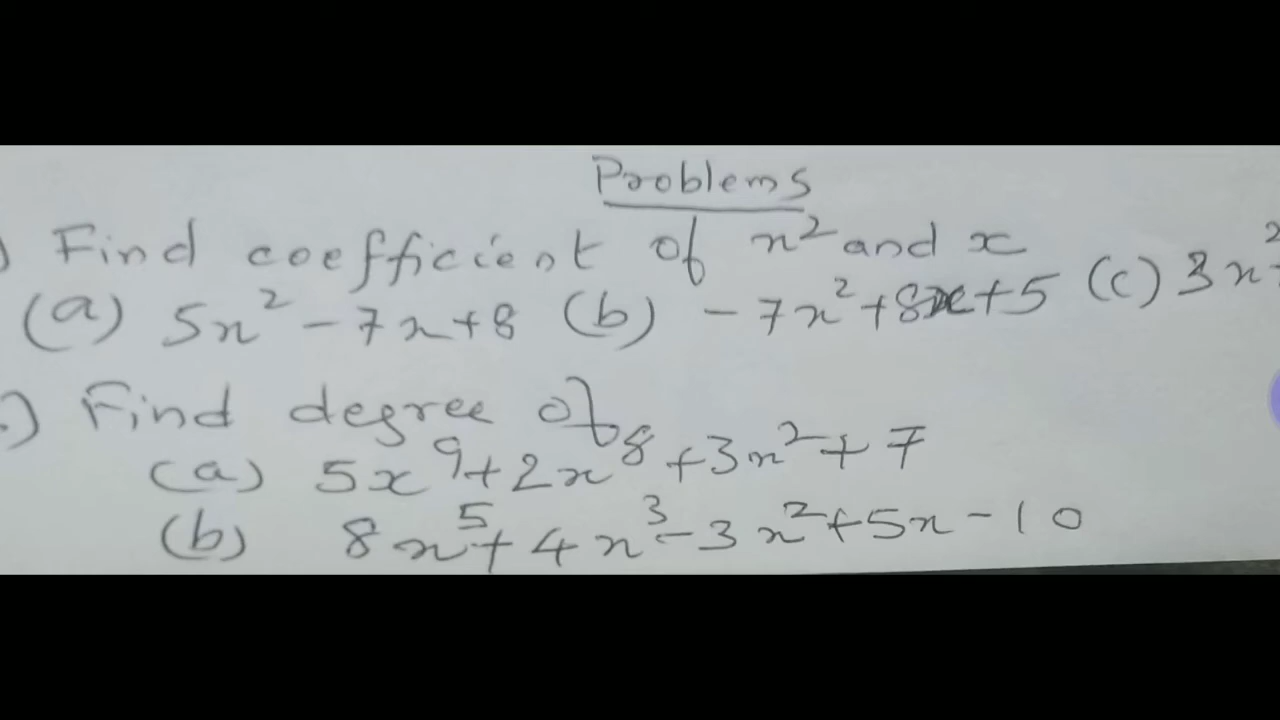 Problems
) Find coefficient of x² and x
(a) 5x² - 7x + 8 (b) - 7x² + 8x + 5 (c) 3x²
.) Find degree of
(a) 5x⁹ + 2x⁸ + 3x² + 7
(b) 8x⁵ + 4x³ - 3x² + 5x - 10